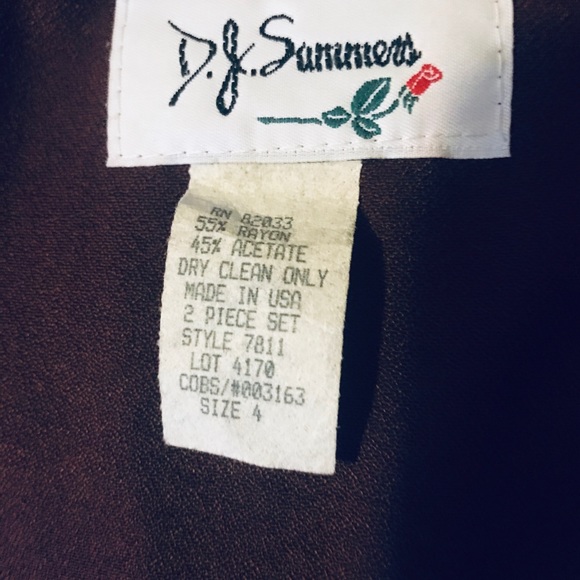 D.J. Summers
RN 82033
55% RAYON
45% ACETATE
DRY CLEAN ONLY
MADE IN USA
2 PIECE SET
STYLE 7811
LOT 4170
COBS/#003163
SIZE 4